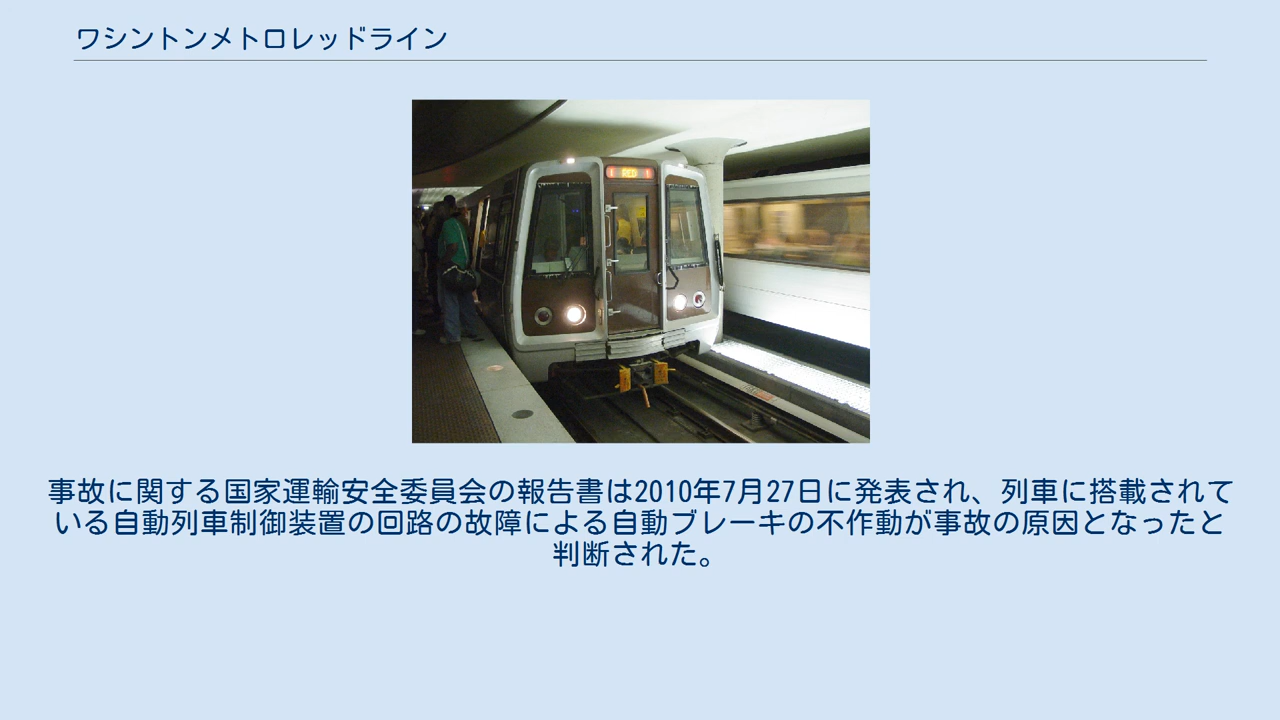 ワシントンメトロレッドライン
RED
事故に関する国家運輸安全委員会の報告書は2010年7月27日に発表され、列車に搭載されて
いる自動列車制御装置の回路の故障による自動ブレーキの不作動が事故の原因となったと
判断された。